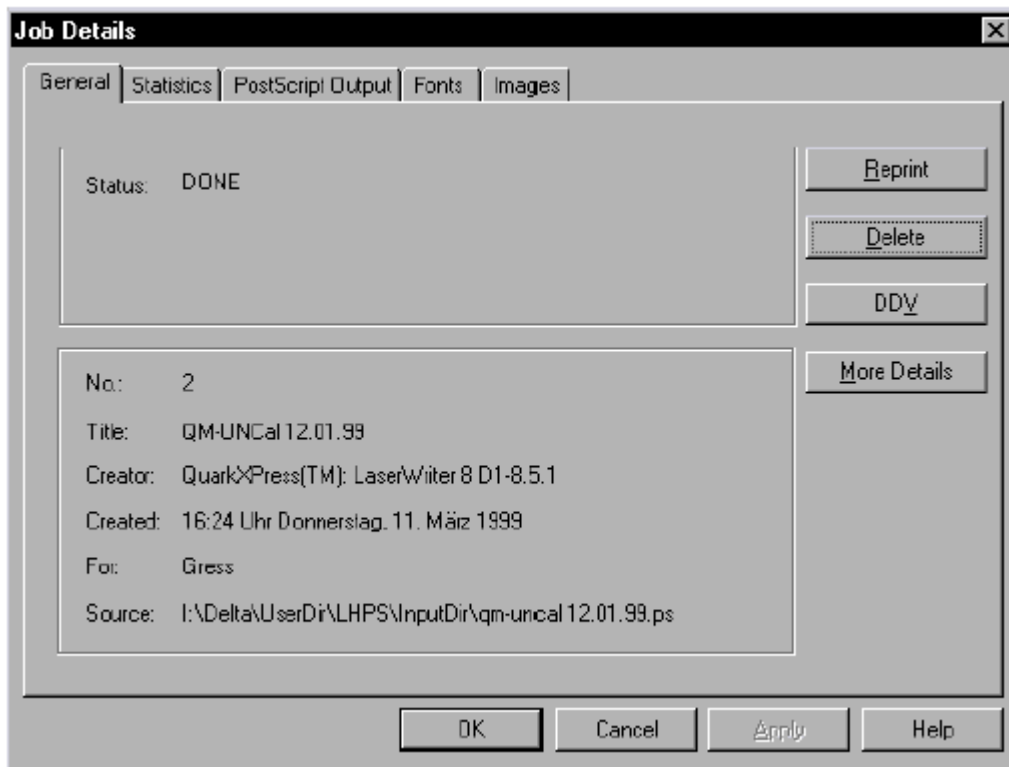 Job Details
General Statistics PostScript Output Fonts Images
Status: DONE
Reprint
Delete
DDV
More Details
No.: 2
Title: QM-UNCal 12.01.99
Creator: QuarkXPress(TM): LaserWriter 8 D1-8.5.1
Created: 16:24 Uhr Donnerstag, 11. März 1999
For: Gress
Source: I:\Delta\UserDir\LHPS\InputDir\qm-uncal 12.01.99.ps
OK Cancel Apply Help